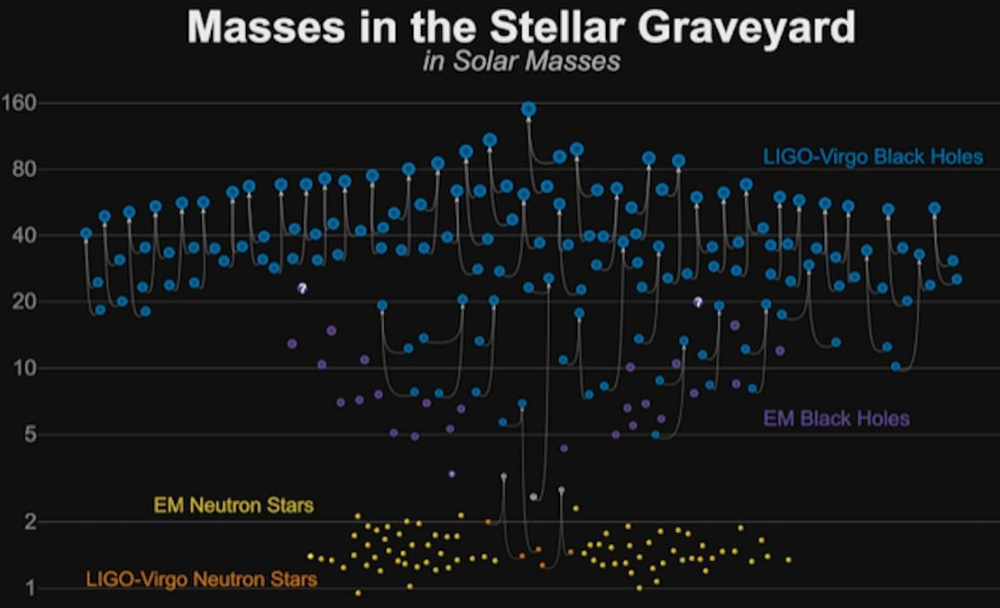 Masses in the Stellar Graveyard
in Solar Masses
160
80
LIGO-Virgo Black Holes
40
20
10
EM Black Holes
5
EM Neutron Stars
2
LIGO-Virgo Neutron Stars
1